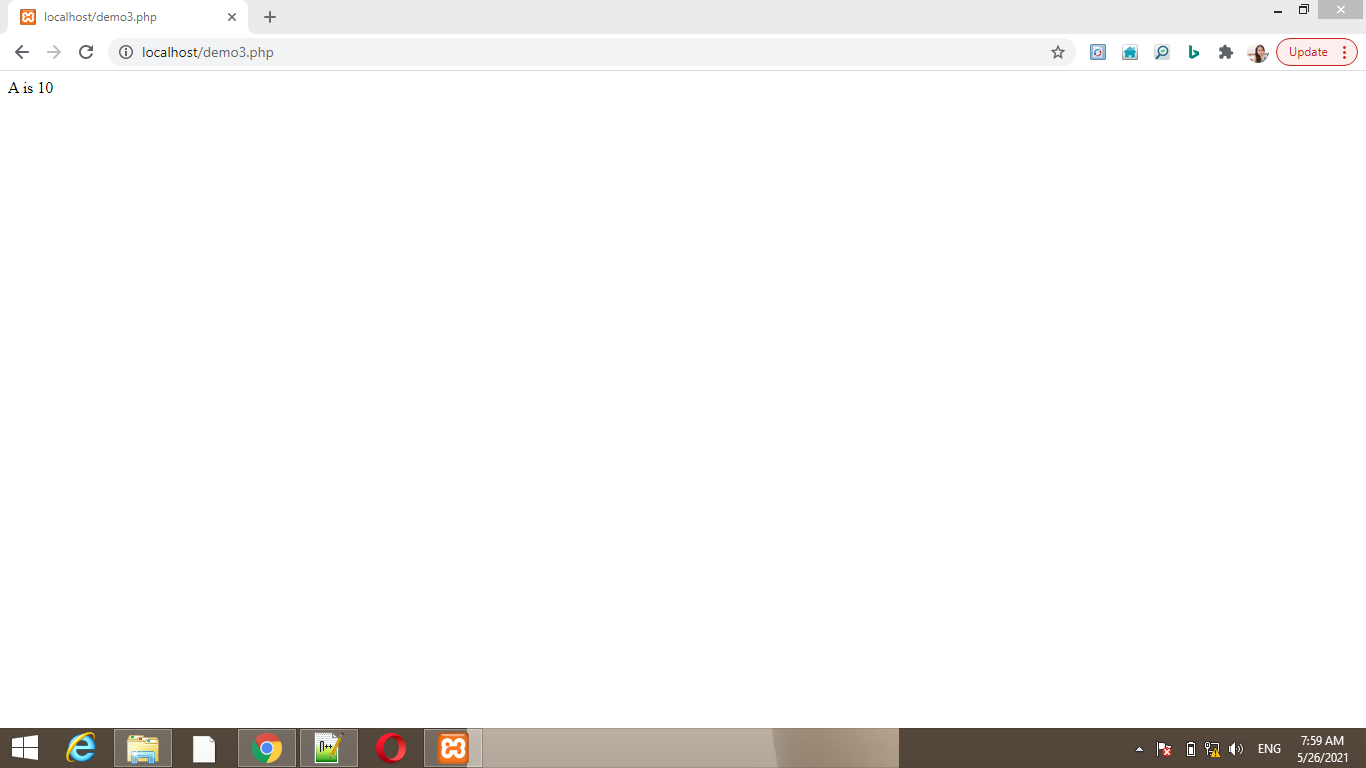 localhost/demo3.php
localhost/demo3.php
Update
A is 10
ENG
7:59 AM
5/26/2021